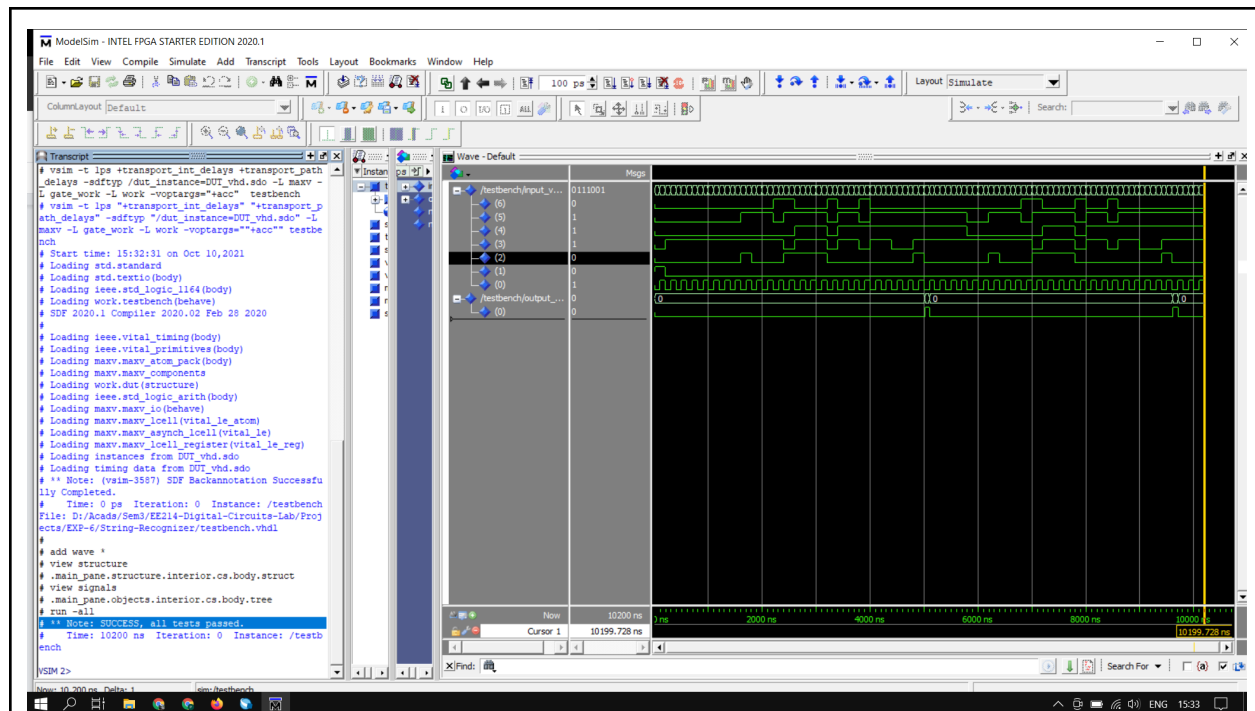 ModelSim - INTEL FPGA STARTER EDITION 2020.1
File Edit View Compile Simulate Add Transcript Tools Layout Bookmarks Window Help
100 ps
Layout Simulate
ColumnLayout Default
Search:
Transcript
# vsim -t 1ps +transport_int_delays +transport_path
_delays -sdftyp /dut_instance=DUT_vhd.sdo -L maxv -
L gate_work -L work -voptargs="+acc" testbench
# vsim -t 1ps "+transport_int_delays" "+transport_p
ath_delays" -sdftyp "/dut_instance=DUT_vhd.sdo" -L
maxv -L gate_work -L work -voptargs=""+acc"" testbe
nch
# Start time: 15:32:31 on Oct 10,2021
# Loading std.standard
# Loading std.textio(body)
# Loading ieee.std_logic_1164(body)
# Loading work.testbench(behave)
# SDF 2020.1 Compiler 2020.02 Feb 28 2020
#
# Loading ieee.vital_timing(body)
# Loading ieee.vital_primitives(body)
# Loading maxv.maxv_atom_pack(body)
# Loading maxv.maxv_components
# Loading work.dut(structure)
# Loading ieee.std_logic_arith(body)
# Loading maxv.maxv_io(behave)
# Loading maxv.maxv_lcell(vital_le_atom)
# Loading maxv.maxv_asynch_lcell(vital_le)
# Loading maxv.maxv_lcell_register(vital_le_reg)
# Loading instances from DUT_vhd.sdo
# Loading timing data from DUT_vhd.sdo
# ** Note: (vsim-3587) SDF Backannotation Successfu
lly Completed.
# Time: 0 ps Iteration: 0 Instance: /testbench
File: D:/Acads/Sem3/EE214-Digital-Circuits-Lab/Proj
ects/EXP-6/String-Recognizer/testbench.vhdl
#
# add wave *
# view structure
# .main_pane.structure.interior.cs.body.struct
# view signals
# .main_pane.objects.interior.cs.body.tree
# run -all
# ** Note: SUCCESS, all tests passed.
# Time: 10200 ns Iteration: 0 Instance: /testb
ench
VSIM 2>
Instan
ps
Wave - Default
Msgs
/testbench/input_v... 0111001
(6) 0
(5) 1
(4) 1
(3) 1
(2) 0
(1) 0
(0) 1
/testbench/output_... 0 0 0 0
(0) 0
Now 10200 ns
2000 ns 4000 ns 6000 ns 8000 ns
Cursor 1 10199.728 ns 10199.728 ns
Find: Search For (a)
Now: 10,200 ns Delta: 1 sim:/testbench
ENG 15:33